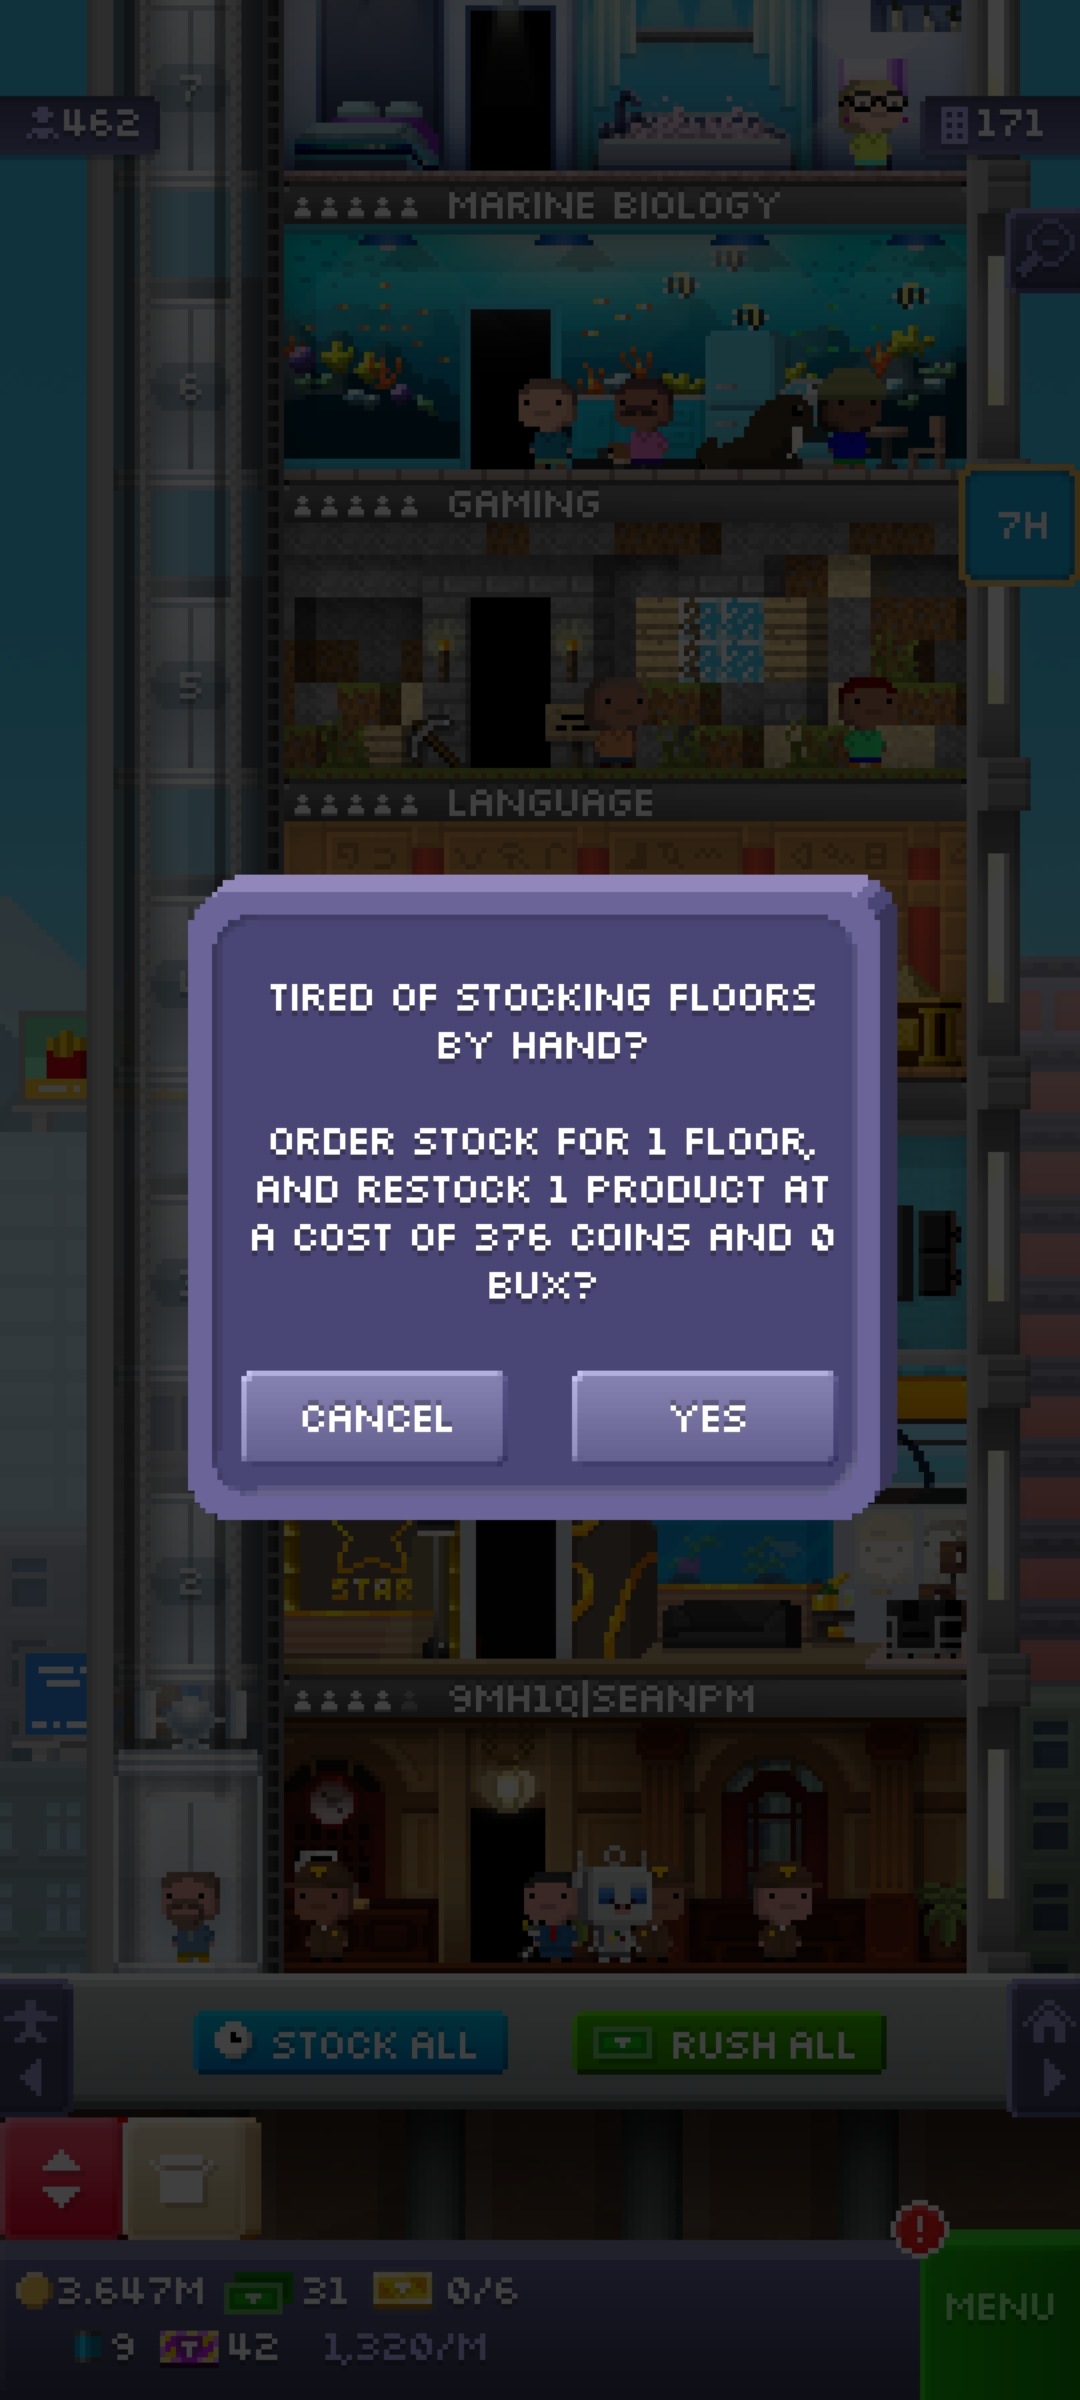 7
462
171
MARINE BIOLOGY
6
GAMING
7H
5
LANGUAGE
TIRED OF STOCKING FLOORS
BY HAND?
ORDER STOCK FOR 1 FLOOR,
AND RESTOCK 1 PRODUCT AT
A COST OF 376 COINS AND 0
BUX?
CANCEL
YES
2
STAR
9MH1Q|SEANPM
STOCK ALL
RUSH ALL
!
3.647M
31
0/6
MENU
9
42
1,320/M